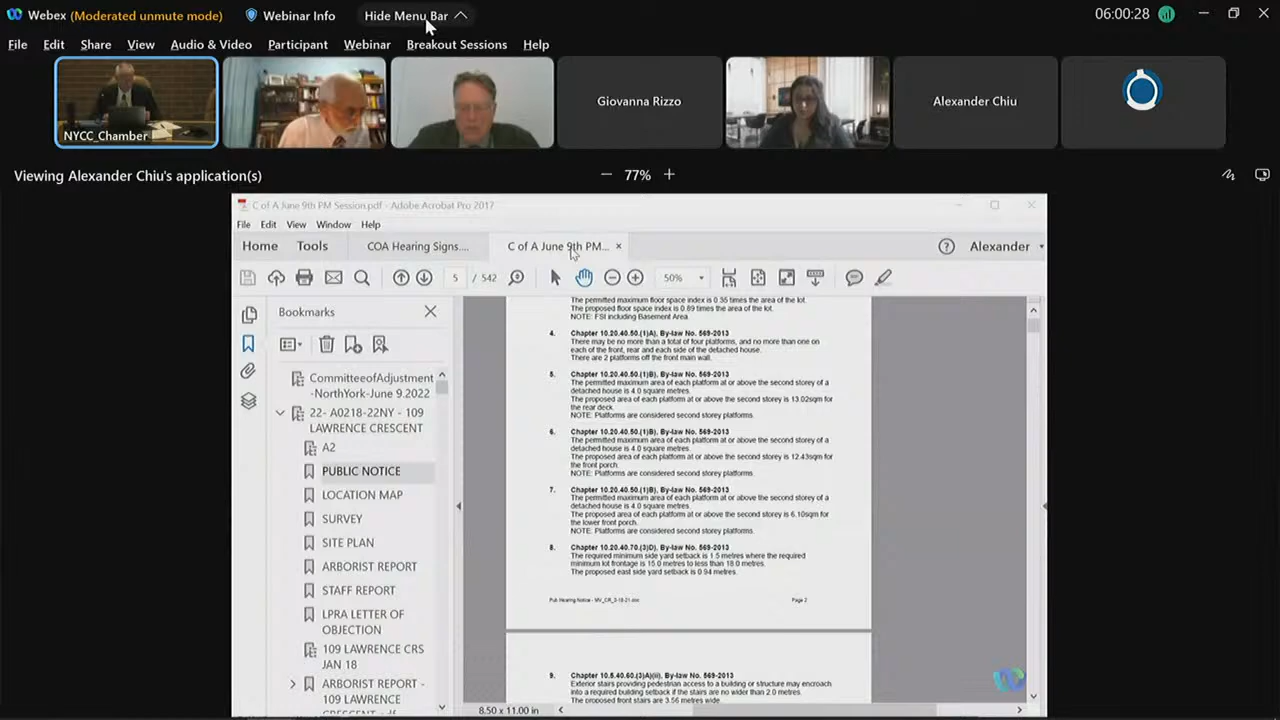 Webex (Moderated unmute mode) Webinar Info Hide Menu Bar 06:00:28
File Edit Share View Audio & Video Participant Webinar Breakout Sessions Help
NYCC_Chamber
Giovanna Rizzo
Alexander Chiu
Viewing Alexander Chiu's application(s)
77%
C of A June 9th PM Session.pdf - Adobe Acrobat Pro 2017
File Edit View Window Help
Home Tools COA Hearing Signs.... C of A June 9th PM... × Alexander
5 / 542 50%
Bookmarks
CommitteeofAdjustment
-NorthYork-June 9.2022
22- A0218-22NY - 109
LAWRENCE CRESCENT
A2
PUBLIC NOTICE
LOCATION MAP
SURVEY
SITE PLAN
ARBORIST REPORT
STAFF REPORT
LPRA LETTER OF
OBJECTION
109 LAWRENCE CRS
JAN 18
ARBORIST REPORT -
109 LAWRENCE
CRESCENT.pdf
The permitted maximum floor space index is 0.35 times the area of the lot.
The proposed floor space index is 0.89 times the area of the lot.
NOTE: FSI including Basement Area.
4. Chapter 10.20.40.50.(1)A), By-law No. 569-2013
There may be no more than a total of four platforms, and no more than one on
each of the front, rear and each side of the detached house.
There are 2 platforms off the front main wall.
5. Chapter 10.20.40.50.(1)B), By-law No. 569-2013
The permitted maximum area of each platform at or above the second storey of a
detached house is 4.0 square metres.
The proposed area of each platform at or above the second storey is 13.02sqm for
the rear deck.
NOTE: Platforms are considered second storey platforms.
6. Chapter 10.20.40.50.(1)B), By-law No. 569-2013
The permitted maximum area of each platform at or above the second storey of a
detached house is 4.0 square metres.
The proposed area of each platform at or above the second storey is 12.43sqm for
the front porch.
NOTE: Platforms are considered second storey platforms.
7. Chapter 10.20.40.50.(1)B), By-law No. 569-2013
The permitted maximum area of each platform at or above the second storey of a
detached house is 4.0 square metres.
The proposed area of each platform at or above the second storey is 6.10sqm for
the lower front porch.
NOTE: Platforms are considered second storey platforms.
8. Chapter 10.20.40.70.(3)D), By-law No. 569-2013
The required minimum side yard setback is 1.5 metres where the required
minimum lot frontage is 15.0 metres to less than 18.0 metres.
The proposed east side yard setback is 0.94 metres.
Page 2
9. Chapter 10.5.40.60.(3)A)(ii), By-law No. 569-2013
Exterior stairs providing pedestrian access to a building or structure may encroach
into a required building setback if the stairs are no wider than 2.0 metres.
The proposed front stairs are 3.56 metres wide.
8.50 x 11.00 in